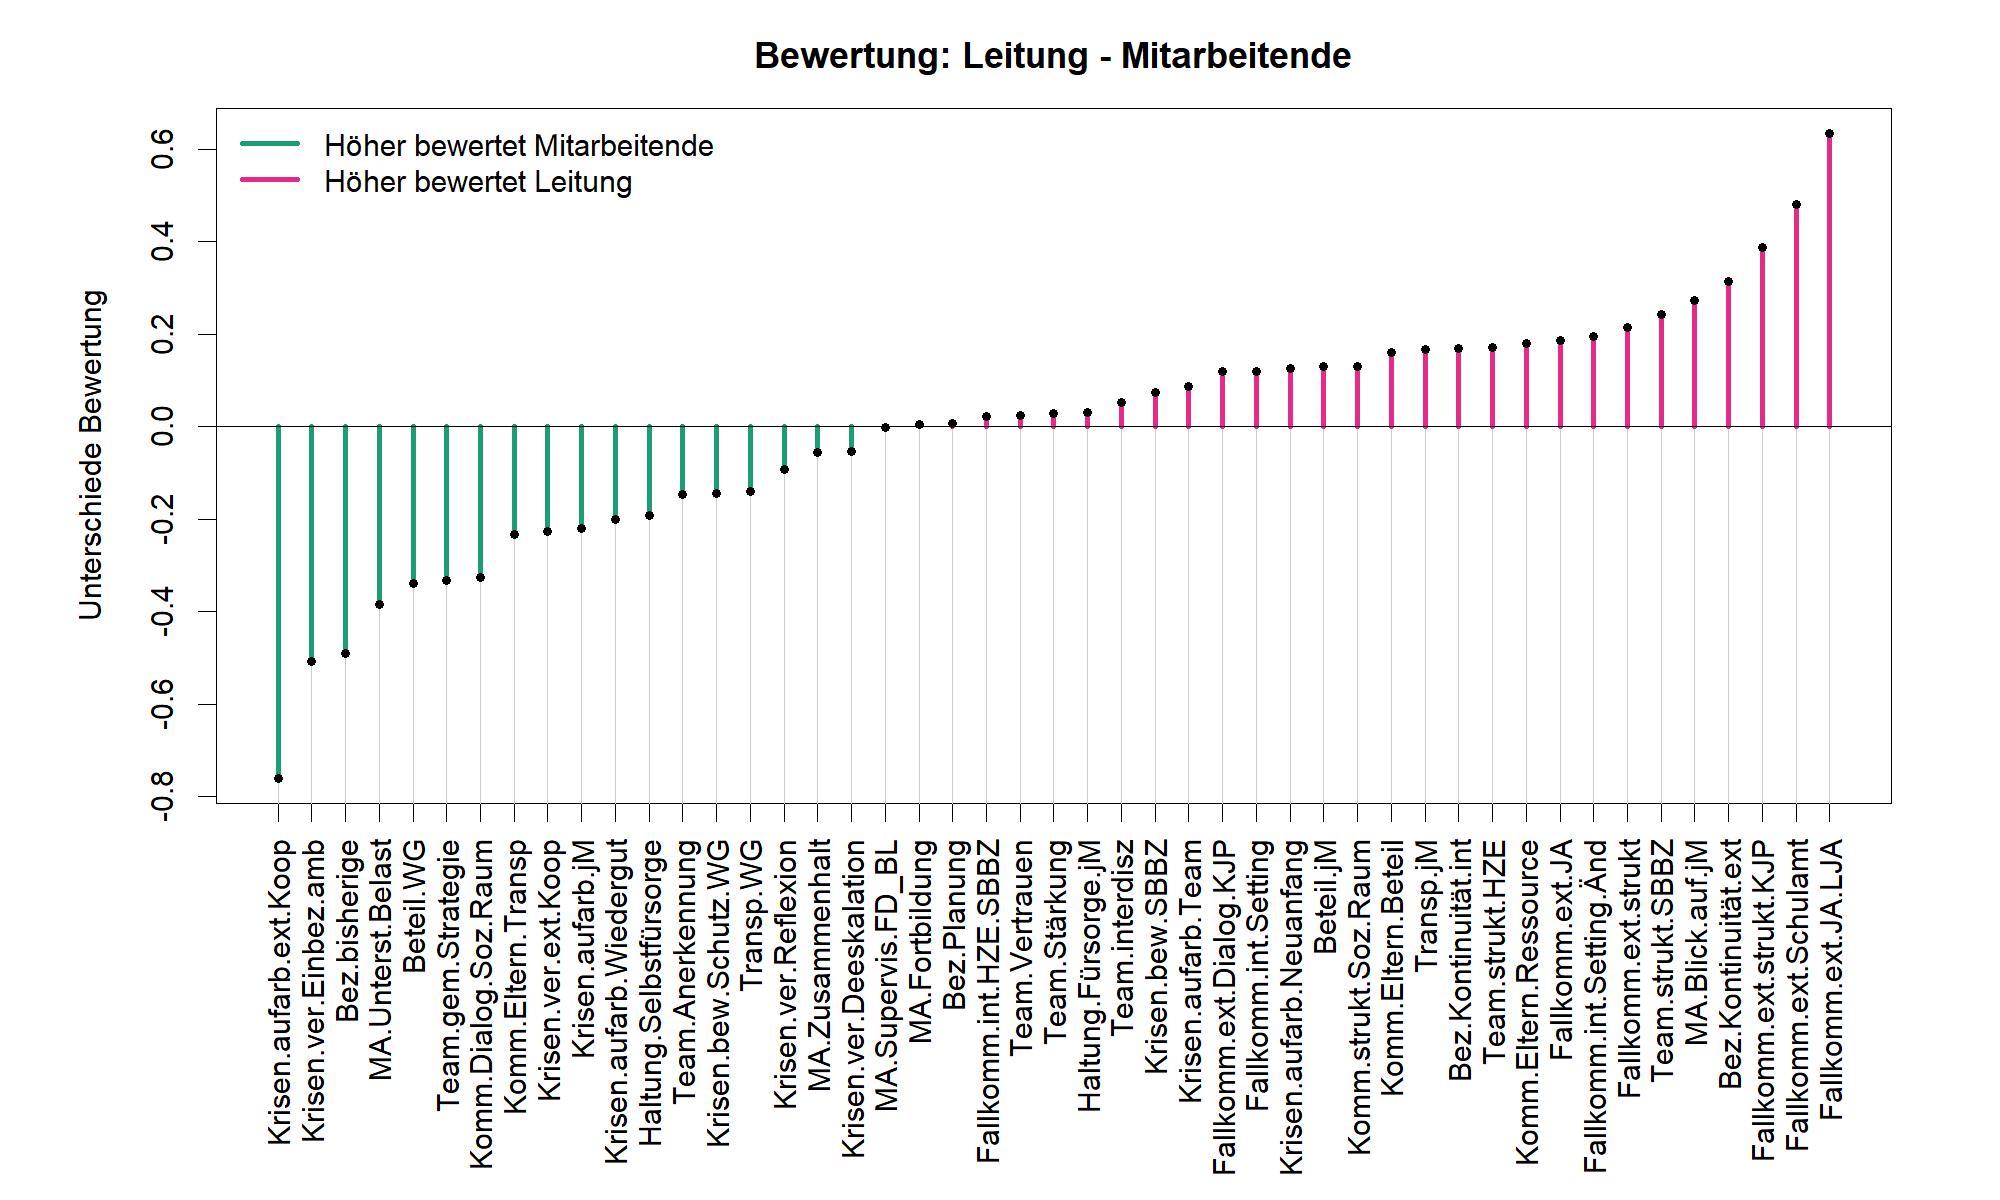 Bewertung: Leitung - Mitarbeitende
Höher bewertet Mitarbeitende
Höher bewertet Leitung
Unterschiede Bewertung
0.6
0.4
0.2
0.0
-0.2
-0.4
-0.6
-0.8
Krisen.aufarb.ext.Koop
Krisen.ver.Einbez.amb
Bez.bisherige
MA.Unterst.Belast
Beteil.WG
Team.gem.Strategie
Komm.Dialog.Soz.Raum
Komm.Eltern.Transp
Krisen.ver.ext.Koop
Krisen.aufarb.jM
Krisen.aufarb.Wiedergut
Haltung.Selbstfürsorge
Team.Anerkennung
Krisen.bew.Schutz.WG
Transp.WG
Krisen.ver.Reflexion
MA.Zusammenhalt
Krisen.ver.Deeskalation
MA.Supervis.FD_BL
MA.Fortbildung
Bez.Planung
Fallkomm.int.HZE.SBBZ
Team.Vertrauen
Team.Stärkung
Haltung.Fürsorge.jM
Team.interdisz
Krisen.bew.SBBZ
Krisen.aufarb.Team
Fallkomm.ext.Dialog.KJP
Fallkomm.int.Setting
Krisen.aufarb.Neuanfang
Beteil.jM
Komm.strukt.Soz.Raum
Komm.Eltern.Beteil
Transp.jM
Bez.Kontinuität.int
Team.strukt.HZE
Komm.Eltern.Ressource
Fallkomm.ext.JA
Fallkomm.int.Setting.Änd
Fallkomm.ext.strukt
Team.strukt.SBBZ
MA.Blick.auf.jM
Bez.Kontinuität.ext
Fallkomm.ext.strukt.KJP
Fallkomm.ext.Schulamt
Fallkomm.ext.JA.LJA